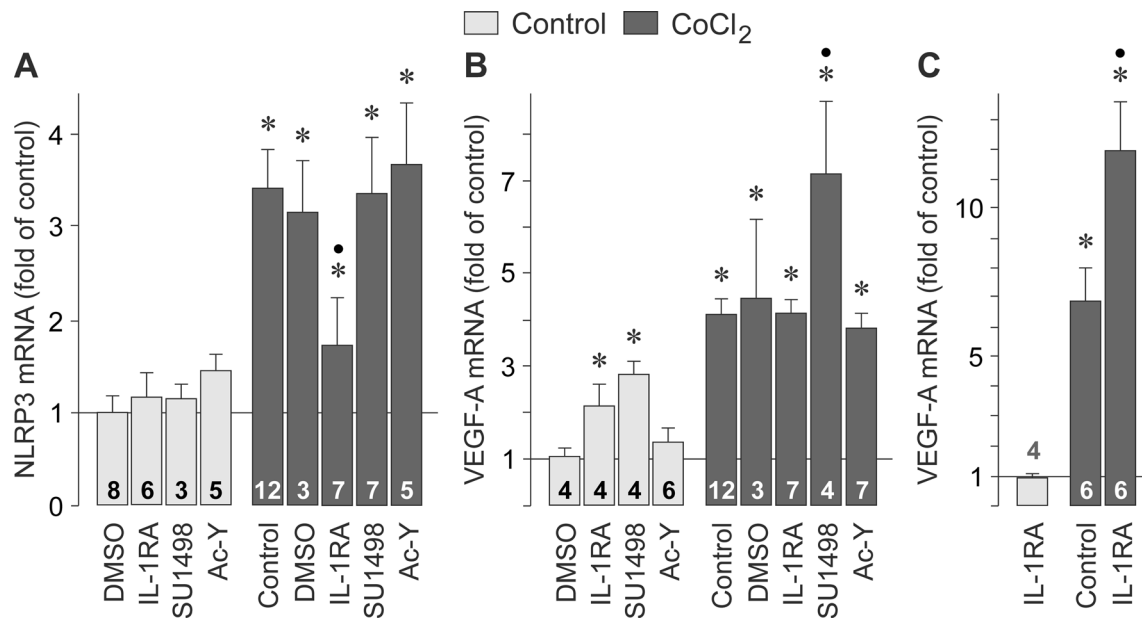 Control CoCl₂
A
NLRP3 mRNA (fold of control)
4
3
2
1
0
* * * * *
•
8 6 3 5 12 3 7 7 5
DMSO
IL-1RA
SU1498
Ac-Y
Control
DMSO
IL-1RA
SU1498
Ac-Y
B
VEGF-A mRNA (fold of control)
7
5
3
1
* * * * * * *
•
4 4 4 6 12 3 7 4 7
DMSO
IL-1RA
SU1498
Ac-Y
Control
DMSO
IL-1RA
SU1498
Ac-Y
C
VEGF-A mRNA (fold of control)
10
5
1
* *
•
4 6 6
IL-1RA
Control
IL-1RA